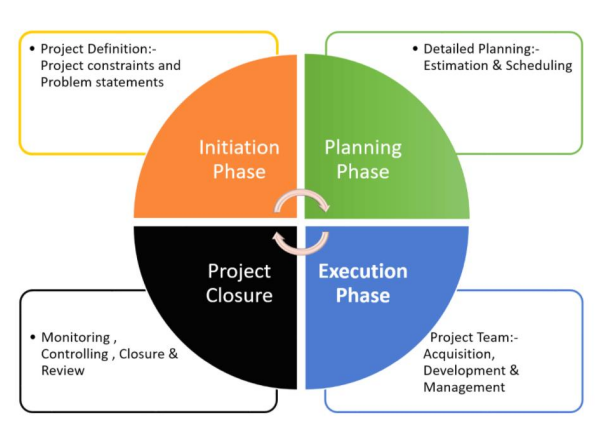 • Project Definition:-
Project constraints and
Problem statements
• Detailed Planning:-
Estimation & Scheduling
Initiation
Phase
Planning
Phase
Project
Closure
Execution
Phase
• Monitoring ,
Controlling , Closure &
Review
Project Team:-
Acquisition,
Development &
Management